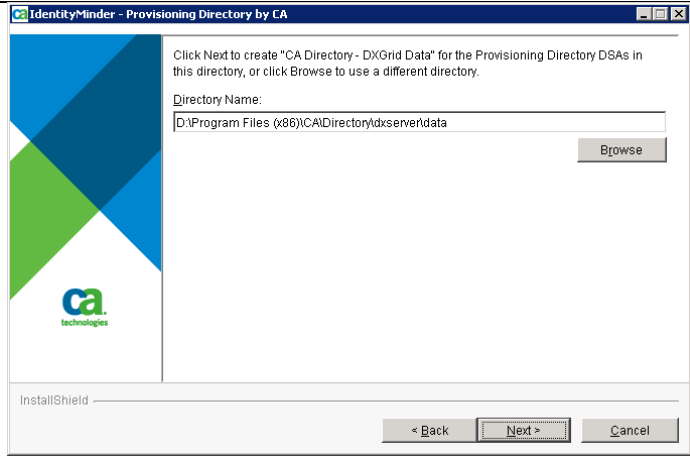 ca IdentityMinder - Provisioning Directory by CA
Click Next to create "CA Directory - DXGrid Data" for the Provisioning Directory DSAs in
this directory, or click Browse to use a different directory.
Directory Name:
D:\Program Files (x86)\CA\Directory\dxserver\data
Browse
ca
technologies
InstallShield
< Back
Next >
Cancel